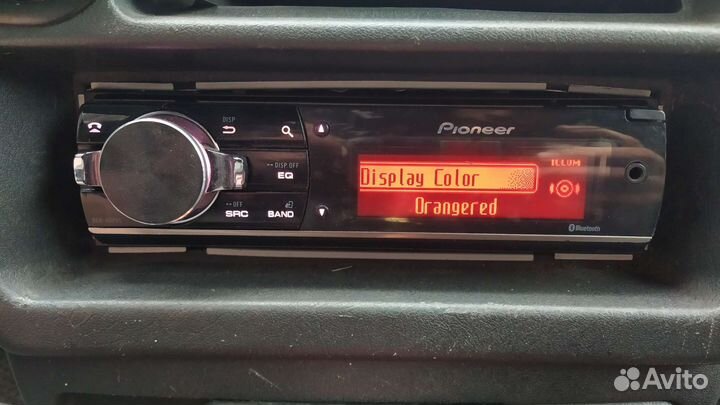 DISP
Pioneer
ILLUM
DISP OFF
EQ
Display Color
OFF
SRC
BAND
Orangered
Bluetooth
Avito